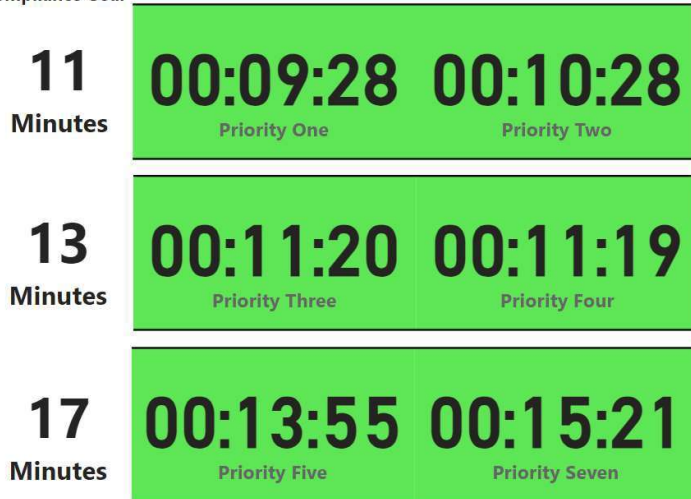 11
Minutes
00:09:28 00:10:28
Priority One Priority Two
13
Minutes
00:11:20 00:11:19
Priority Three Priority Four
17
Minutes
00:13:55 00:15:21
Priority Five Priority Seven